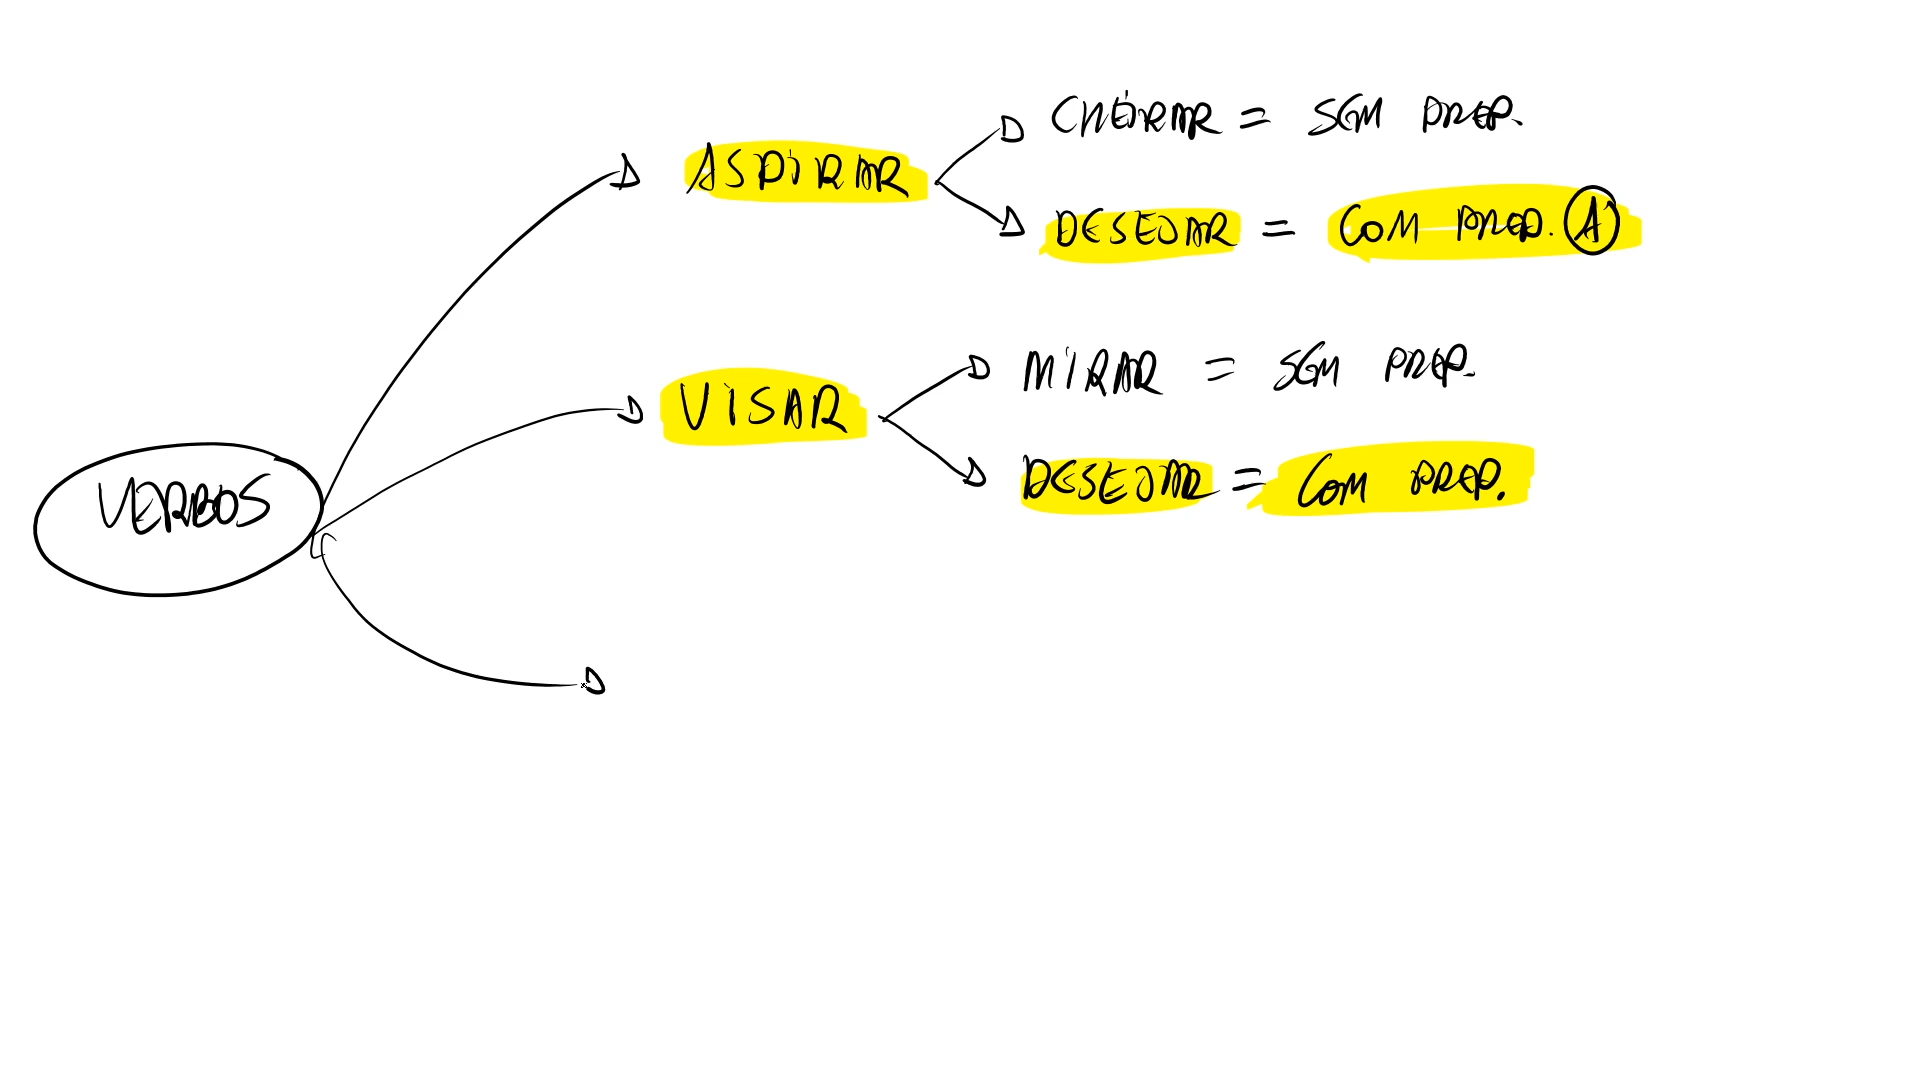 CHEIRAR = SEM PREP.
ASPIRAR
DESEJAR = COM PREP. A
MIRAR = SEM PREP.
VISAR
DESEJAR = COM PREP.
VERBOS